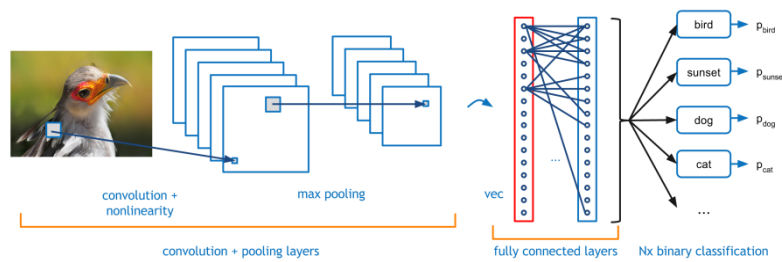 bird
p_bird
sunset
p_sunse
dog
p_dog
cat
p_cat
...
...
convolution +
nonlinearity
max pooling
vec
convolution + pooling layers
fully connected layers
Nx binary classification